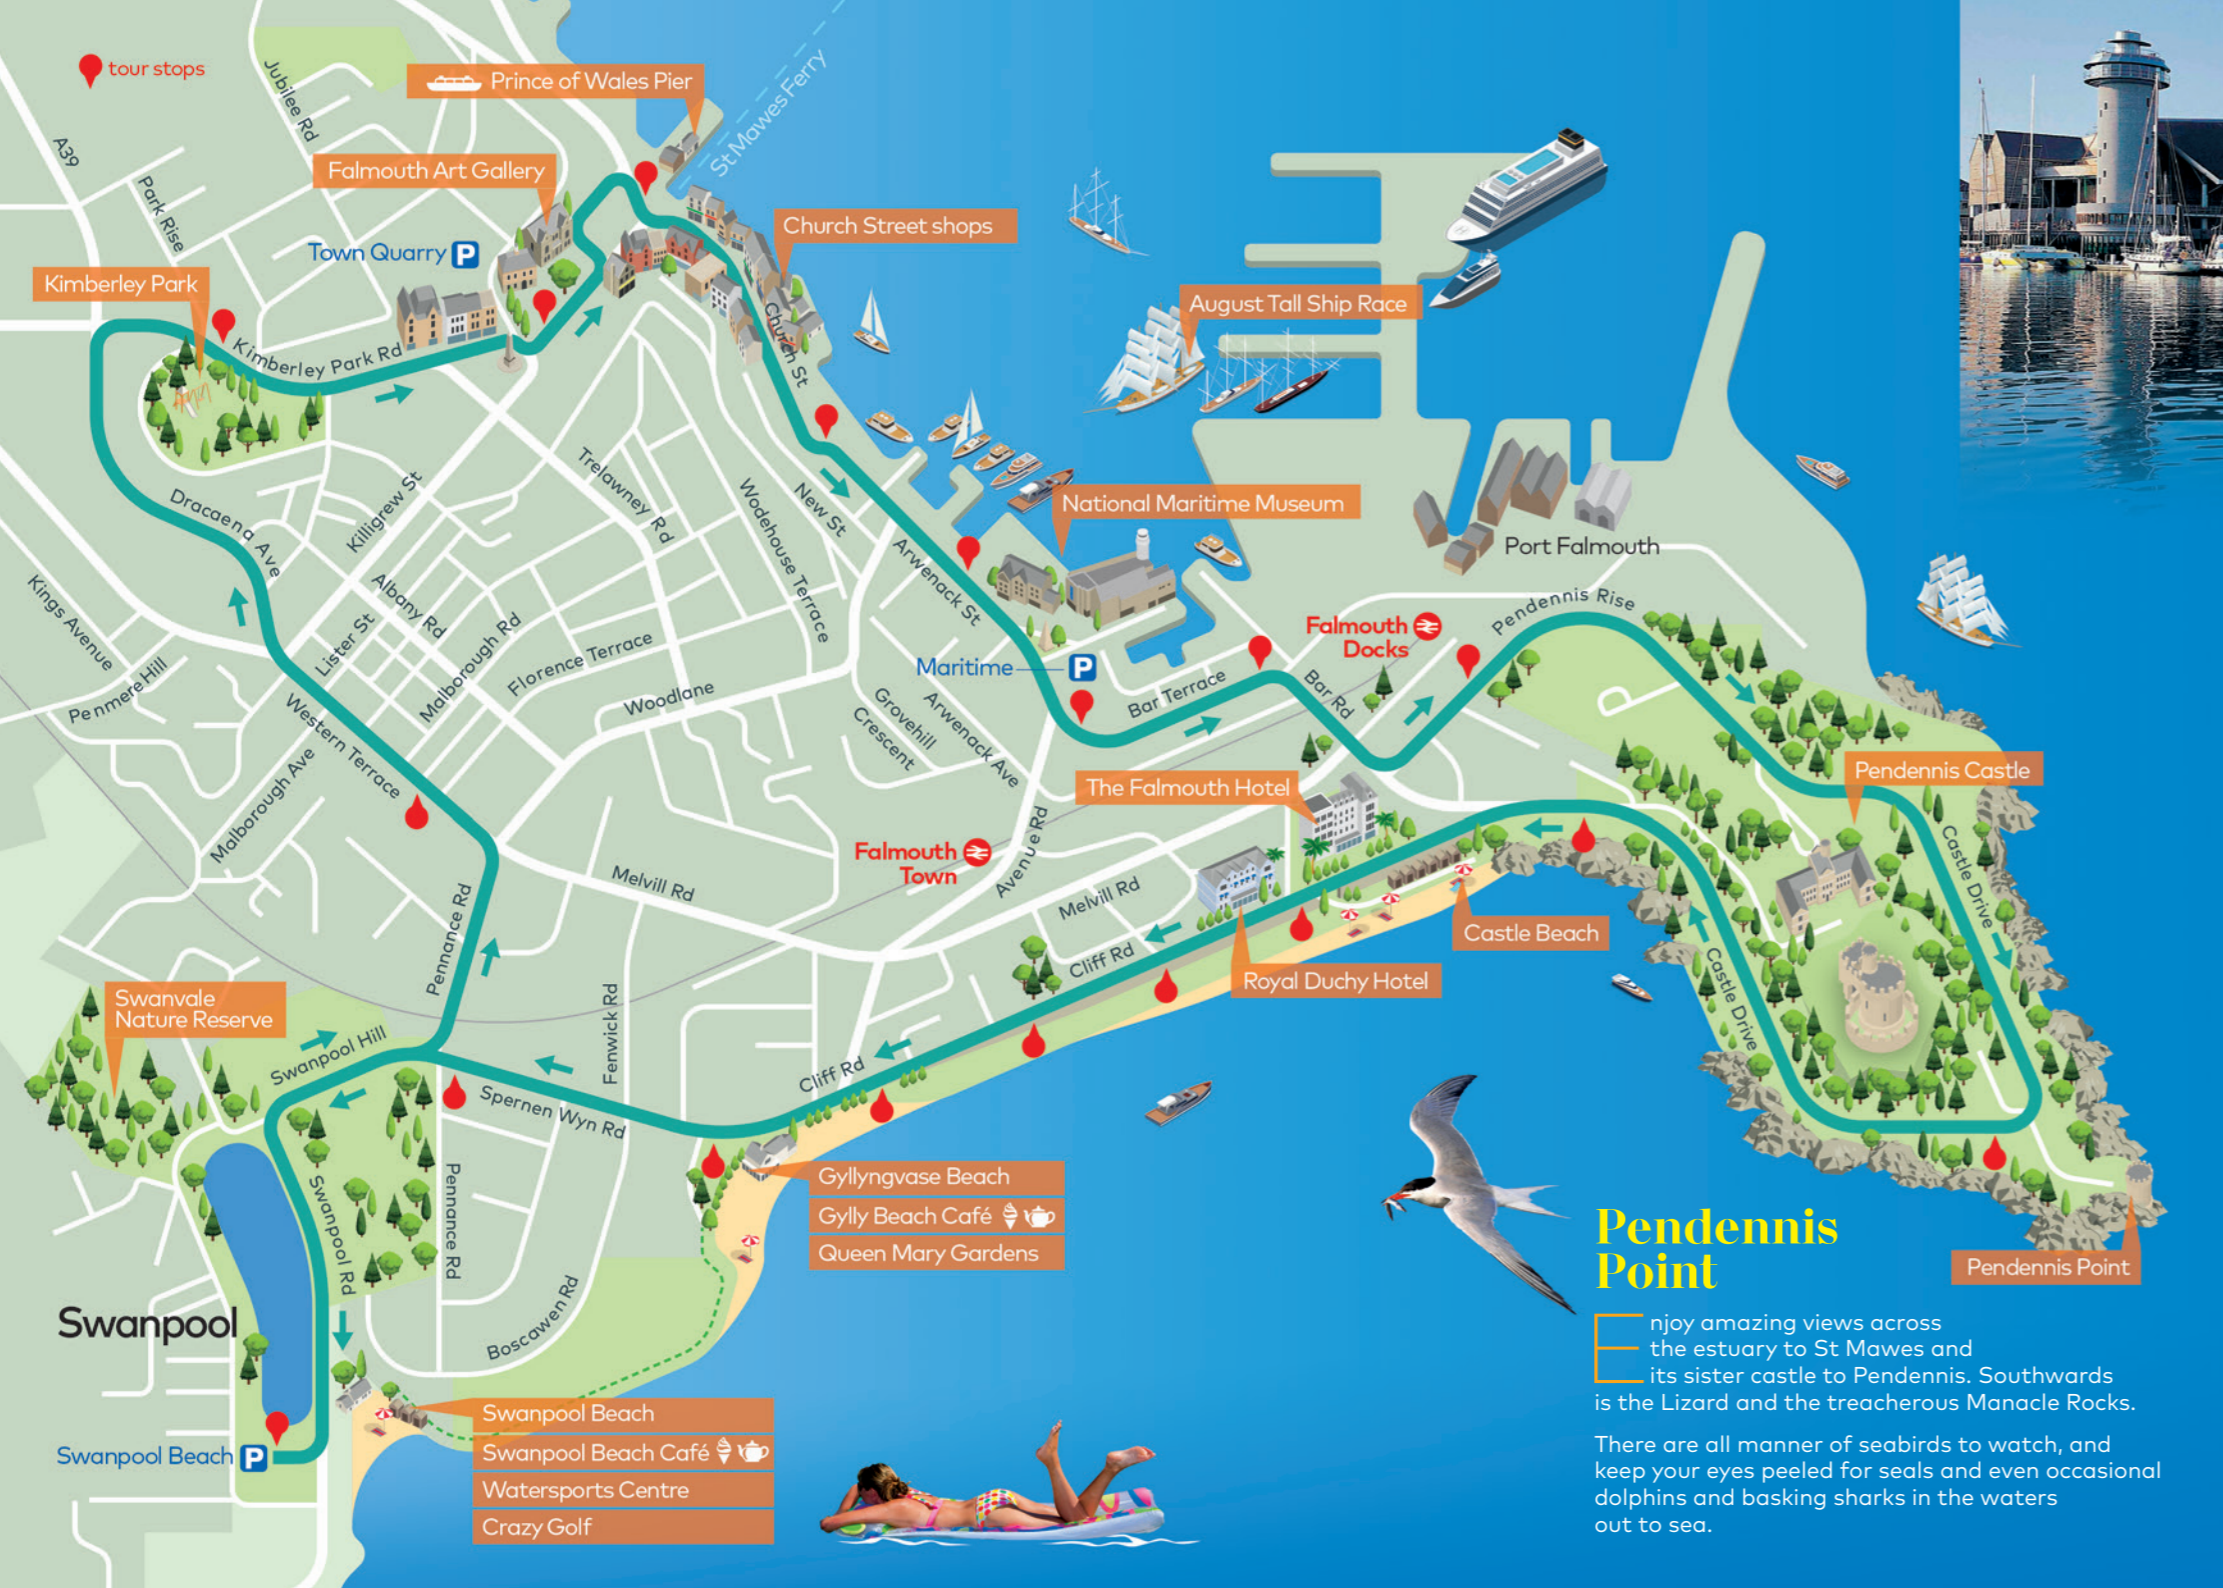 tour stops
A39
Jubilee Rd
Park Rise
Prince of Wales Pier
St Mawes Ferry
Falmouth Art Gallery
Town Quarry P
Kimberley Park
Kimberley Park Rd
Church Street shops
Church St
August Tall Ship Race
National Maritime Museum
Port Falmouth
Dracaena Ave
Killigrew St
Trelawney Rd
Wodehouse Terrace
New St
Arwenack St
Kings Avenue
Penmere Hill
Lister St
Albany Rd
Malborough Rd
Florence Terrace
Woodlane
Western Terrace
Malborough Ave
Maritime P
Grovehill
Crescent
Arwenack Ave
Bar Terrace
Bar Rd
Falmouth
Docks
Pendennis Rise
Pendennis Castle
The Falmouth Hotel
Falmouth
Town
Avenue Rd
Melvill Rd
Melvill Rd
Castle Drive
Castle Drive
Castle Beach
Royal Duchy Hotel
Cliff Rd
Cliff Rd
Pennance Rd
Fenwick Rd
Swanvale
Nature Reserve
Swanpool Hill
Spernen Wyn Rd
Swanpool Rd
Pennance Rd
Boscawen Rd
Gyllyngvase Beach
Gylly Beach Café
Queen Mary Gardens
Swanpool
Swanpool Beach P
Swanpool Beach
Swanpool Beach Café
Watersports Centre
Crazy Golf
Pendennis Point
Pendennis
Point
Enjoy amazing views across
the estuary to St Mawes and
its sister castle to Pendennis. Southwards
is the Lizard and the treacherous Manacle Rocks.
There are all manner of seabirds to watch, and
keep your eyes peeled for seals and even occasional
dolphins and basking sharks in the waters
out to sea.